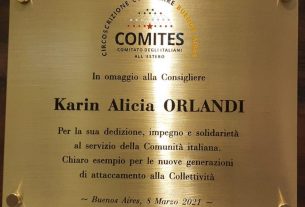 CIRCOSCRIZIONE
COMITES
COMITATO DEGLI ITALIANI
ALL'ESTERO
In omaggio alla Consigliere
Karin Alicia ORLANDI
Per la sua dedizione, impegno e solidarietà
al servizio della Comunità italiana.
Chiaro esempio per le nuove generazioni
di attaccamento alla Collettività
~ Buenos Aires, 8 Marzo 2021 ~